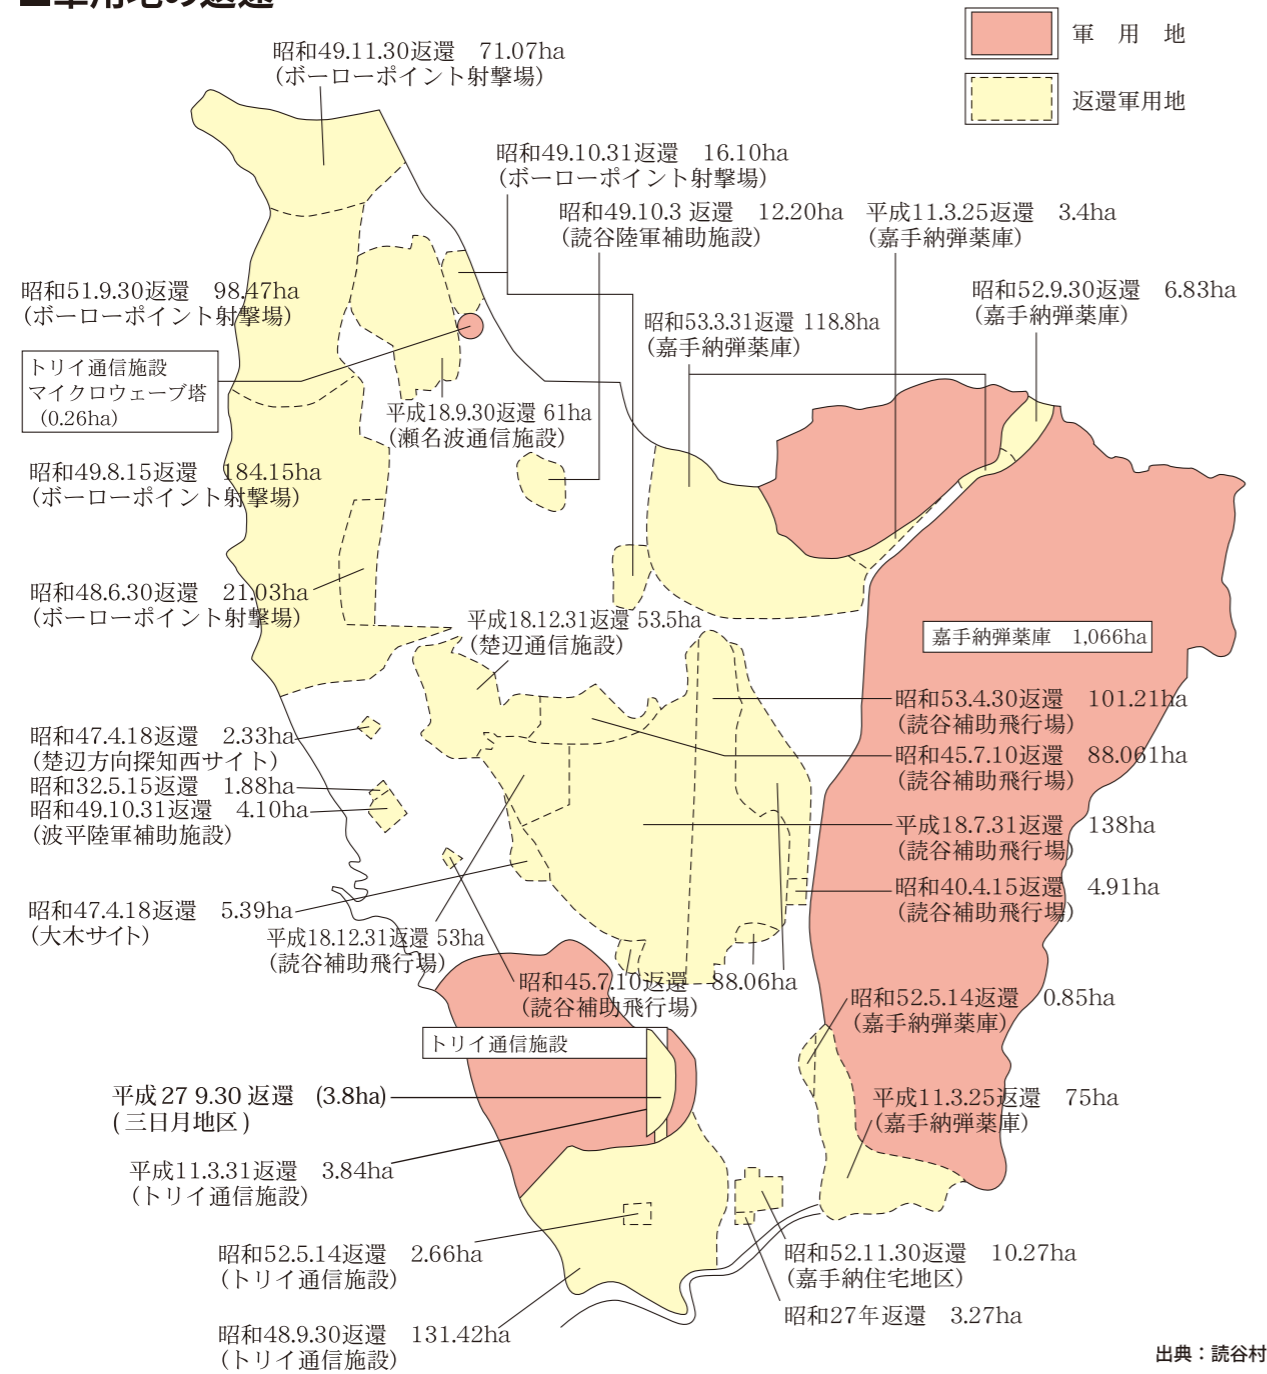 ■軍用地の返還
軍　用　地
返還軍用地
昭和49.11.30返還　71.07ha
（ボーローポイント射撃場）
昭和49.10.31返還　16.10ha
（ボーローポイント射撃場）
昭和49.10.3 返還　12.20ha
（読谷陸軍補助施設）
平成11.3.25返還　3.4ha
（嘉手納弾薬庫）
昭和51.9.30返還　98.47ha
（ボーローポイント射撃場）
昭和52.9.30返還　6.83ha
（嘉手納弾薬庫）
昭和53.3.31返還 118.8ha
（嘉手納弾薬庫）
トリイ通信施設
マイクロウェーブ塔
（0.26ha）
平成18.9.30返還 61ha
（瀬名波通信施設）
昭和49.8.15返還　184.15ha
（ボーローポイント射撃場）
昭和48.6.30返還　21.03ha
（ボーローポイント射撃場）
平成18.12.31返還 53.5ha
（楚辺通信施設）
嘉手納弾薬庫　1,066ha
昭和53.4.30返還　101.21ha
（読谷補助飛行場）
昭和47.4.18返還　2.33ha
（楚辺方向探知西サイト）
昭和45.7.10返還　88.061ha
（読谷補助飛行場）
昭和32.5.15返還　1.88ha
昭和49.10.31返還　4.10ha
（波平陸軍補助施設）
平成18.7.31返還　138ha
（読谷補助飛行場）
昭和40.4.15返還　4.91ha
（読谷補助飛行場）
昭和47.4.18返還　5.39ha
（大木サイト）
平成18.12.31返還 53ha
（読谷補助飛行場）
昭和45.7.10返還　88.06ha
（読谷補助飛行場）
昭和52.5.14返還　0.85ha
（嘉手納弾薬庫）
トリイ通信施設
平成 27 9.30 返還　(3.8ha)
( 三日月地区 )
平成11.3.25返還　75ha
（嘉手納弾薬庫）
平成11.3.31返還　3.84ha
（トリイ通信施設）
昭和52.5.14返還　2.66ha
（トリイ通信施設）
昭和52.11.30返還　10.27ha
（嘉手納住宅地区）
昭和27年返還　3.27ha
昭和48.9.30返還　131.42ha
（トリイ通信施設）
出典：読谷村